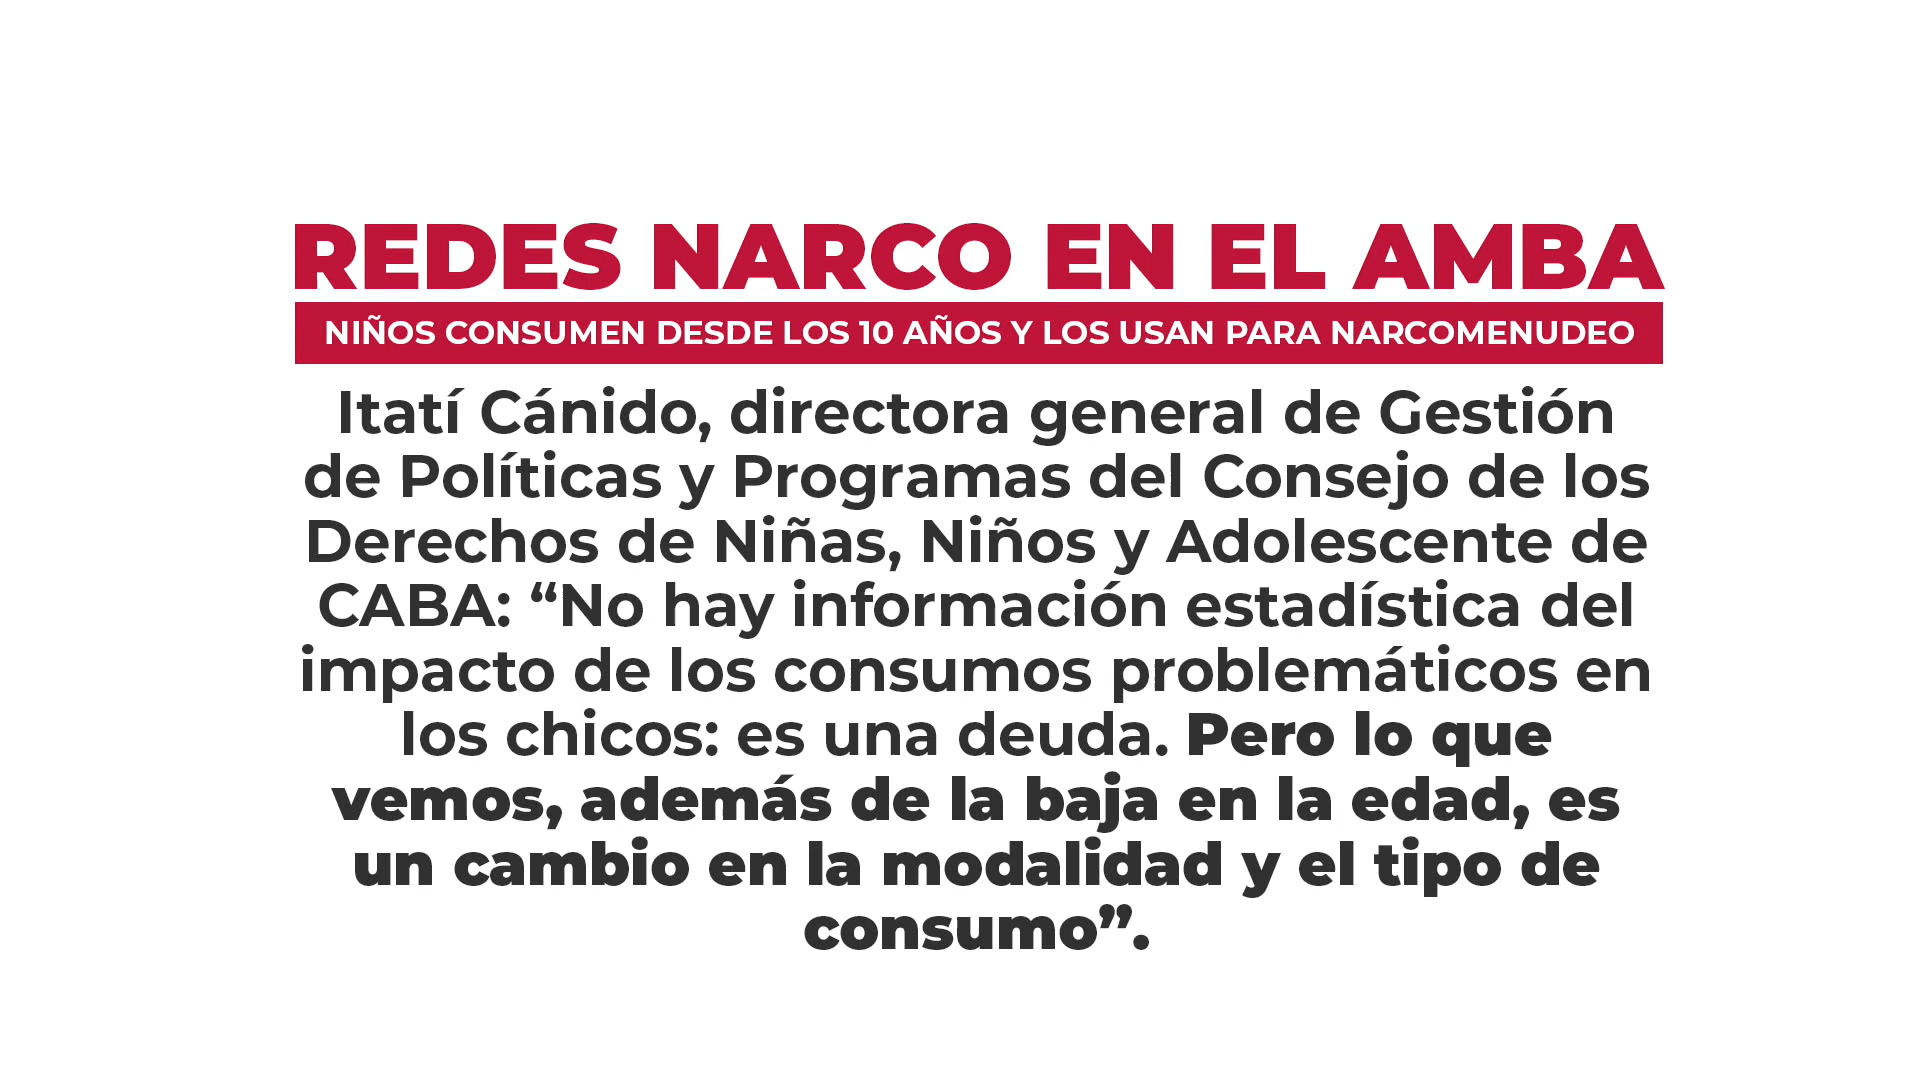 REDES NARCO EN EL AMBA
NIÑOS CONSUMEN DESDE LOS 10 AÑOS Y LOS USAN PARA NARCOMENUDEO
Itatí Cánido, directora general de Gestión
de Políticas y Programas del Consejo de los
Derechos de Niñas, Niños y Adolescente de
CABA: “No hay información estadística del
impacto de los consumos problemáticos en
los chicos: es una deuda. Pero lo que
vemos, además de la baja en la edad, es
un cambio en la modalidad y el tipo de
consumo”.